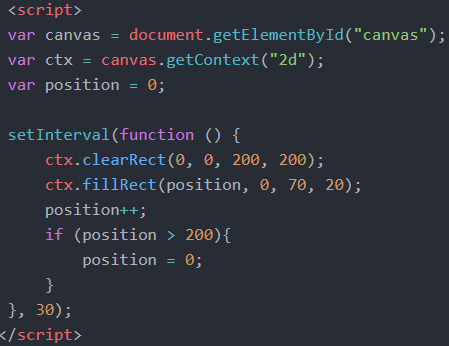 <script>
var canvas = document.getElementById("canvas");
var ctx = canvas.getContext("2d");
var position = 0;

setInterval(function () {
    ctx.clearRect(0, 0, 200, 200);
    ctx.fillRect(position, 0, 70, 20);
    position++;
    if (position > 200){
        position = 0;
    }
}, 30);
</script>